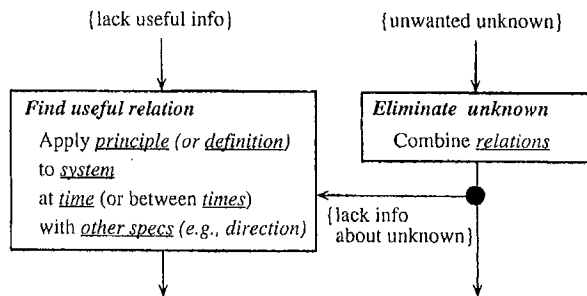 {lack useful info}
{unwanted unknown}
Find useful relation
Apply principle (or definition)
to system
at time (or between times)
with other specs (e.g., direction)
Eliminate unknown
Combine relations
{lack info
about unknown}